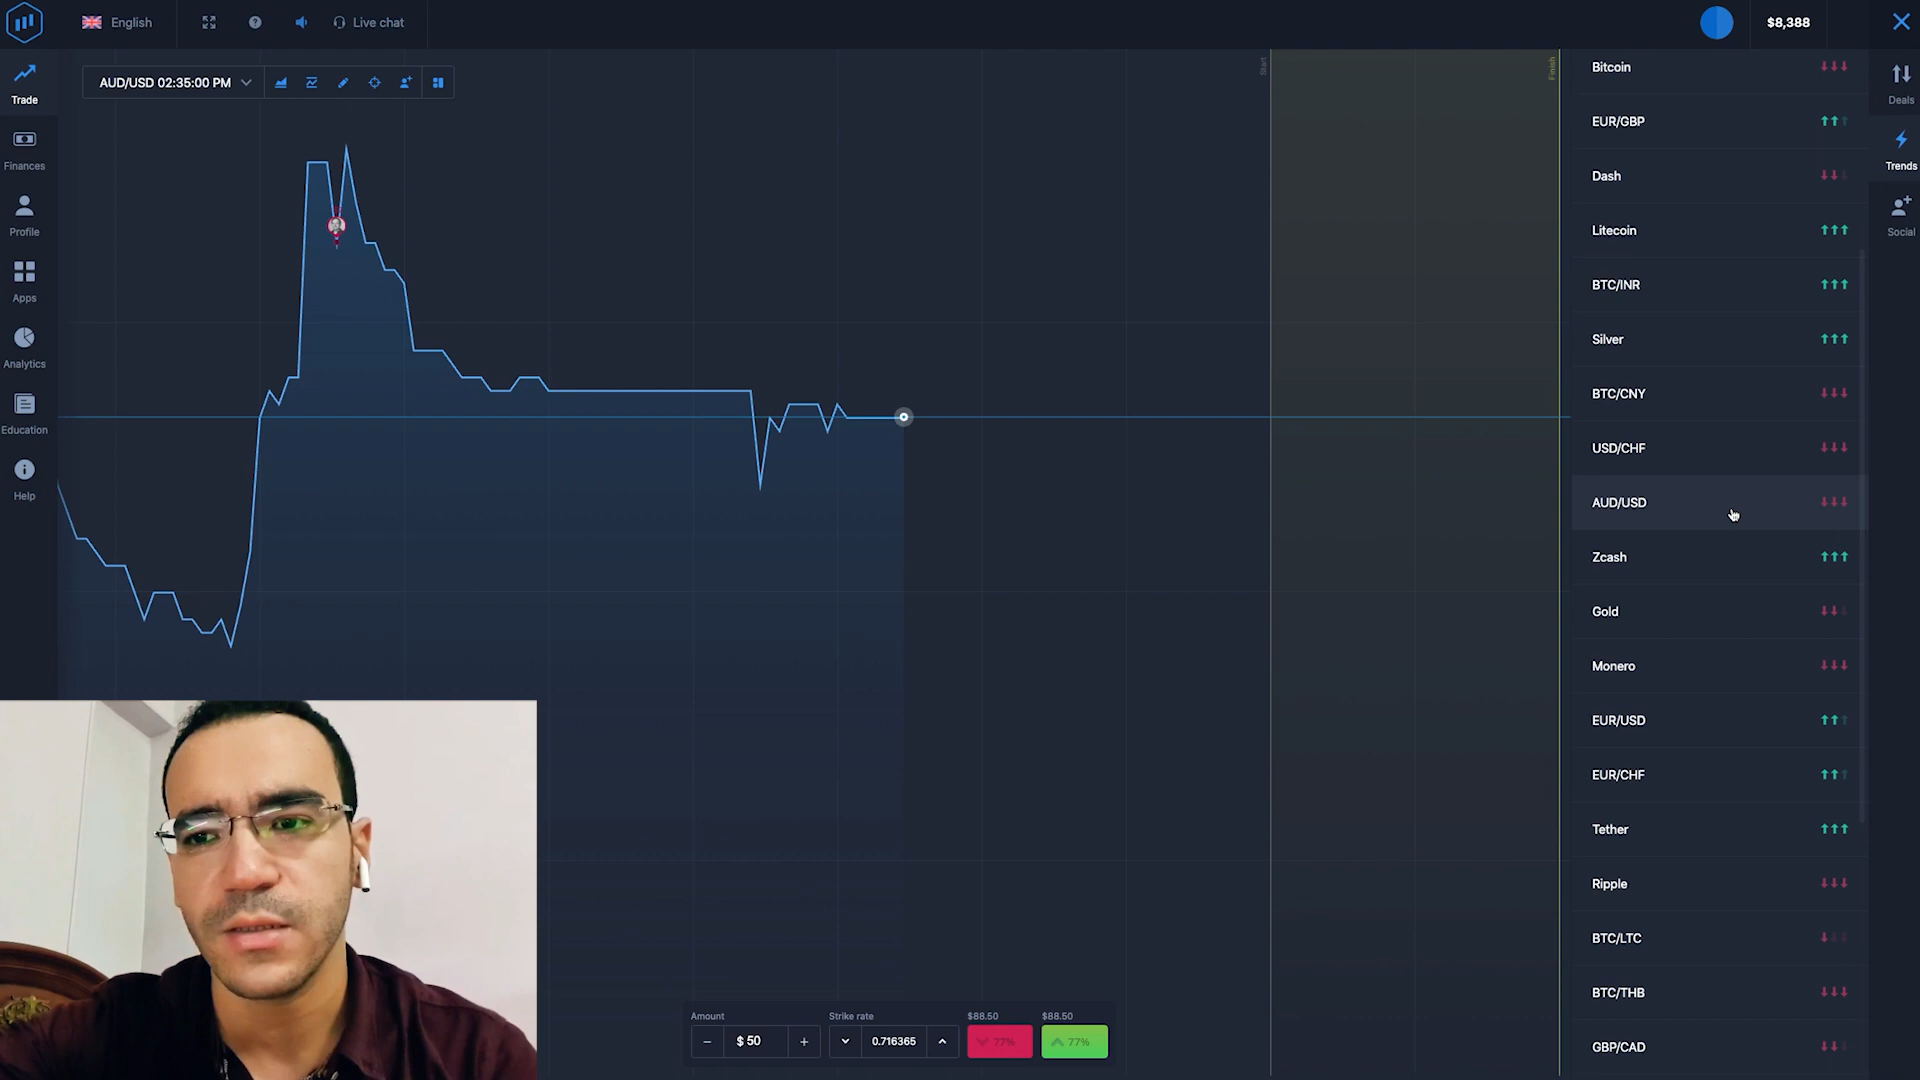 English
Live chat
$8,388
Trade
Finances
Profile
Apps
Analytics
Education
Help
AUD/USD 02:35:00 PM
Start
Finish
Bitcoin
EUR/GBP
Dash
Litecoin
BTC/INR
Silver
BTC/CNY
USD/CHF
AUD/USD
Zcash
Gold
Monero
EUR/USD
EUR/CHF
Tether
Ripple
BTC/LTC
BTC/THB
GBP/CAD
Deals
Trends
Social
Amount
Strike rate
$88.50
$88.50
− $ 50 +
0.716365
77%
77%